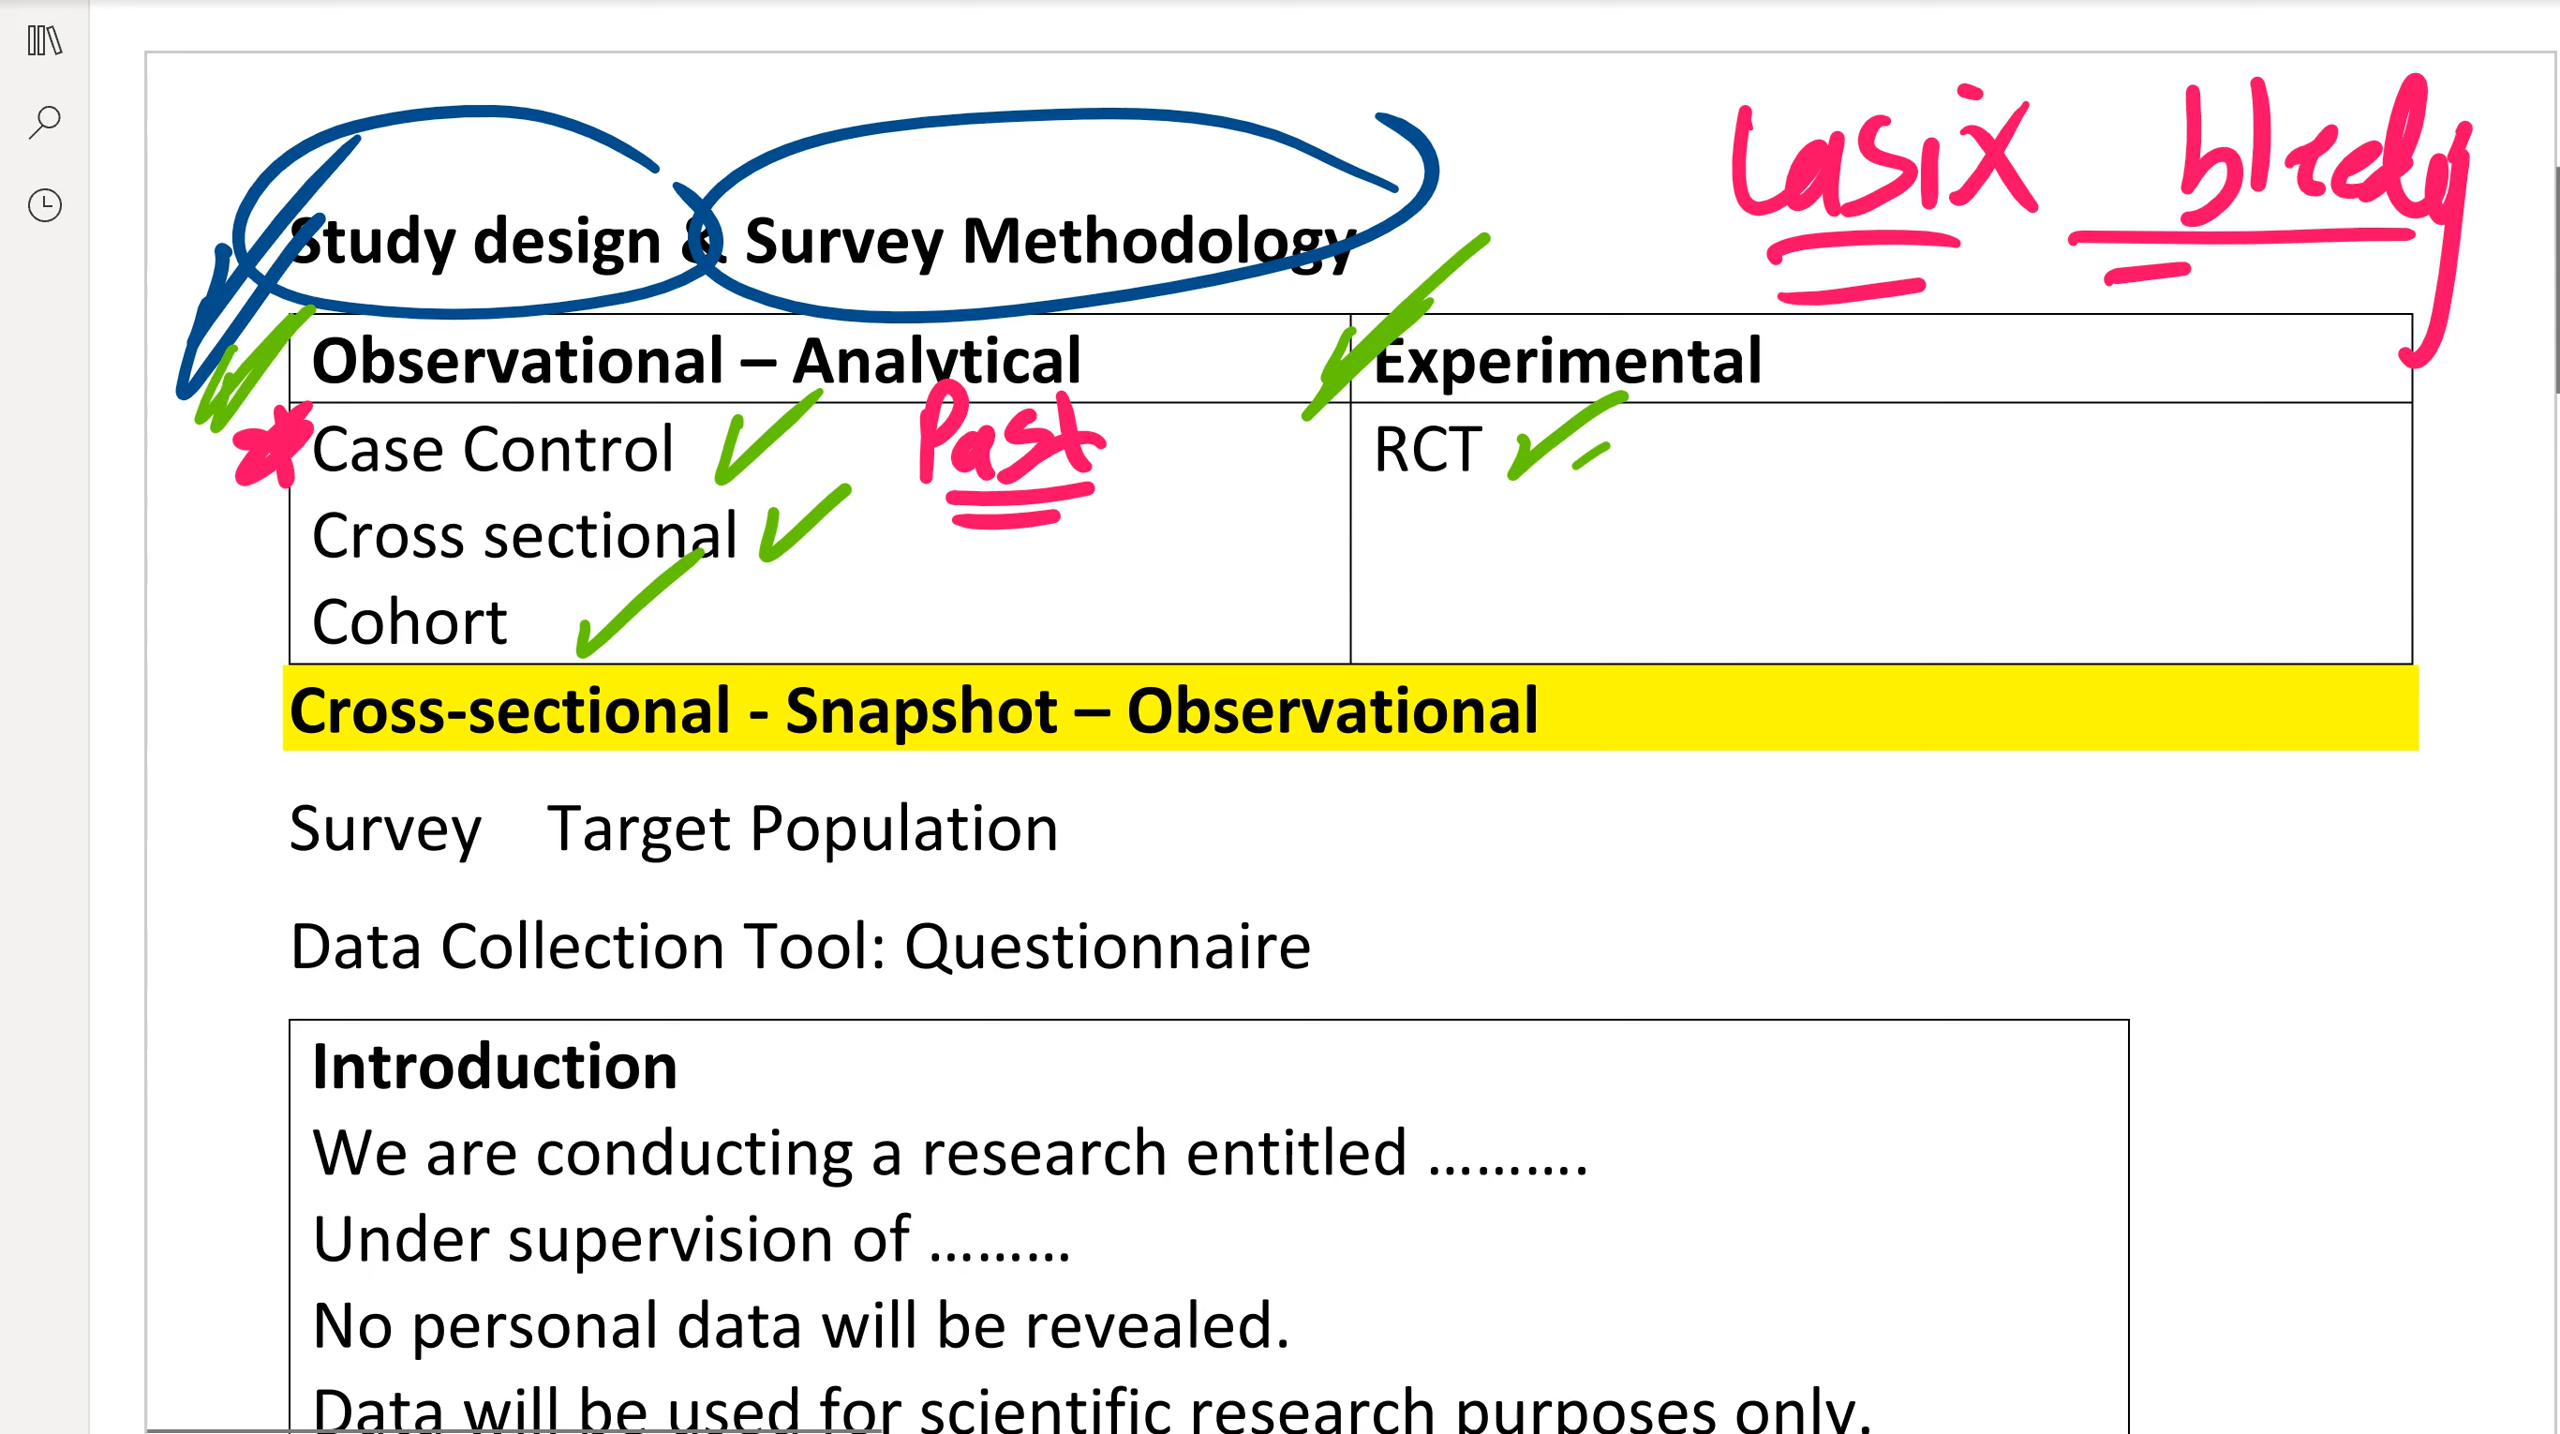 Lasix
Study design & Survey Methodology
Observational – Analytical Experimental
Case Control Past RCT
Cross sectional
Cohort
Cross-sectional - Snapshot – Observational
Survey Target Population
Data Collection Tool: Questionnaire
Introduction
We are conducting a research entitled ……….
Under supervision of ………
No personal data will be revealed.
Data will be used for scientific research purposes only.